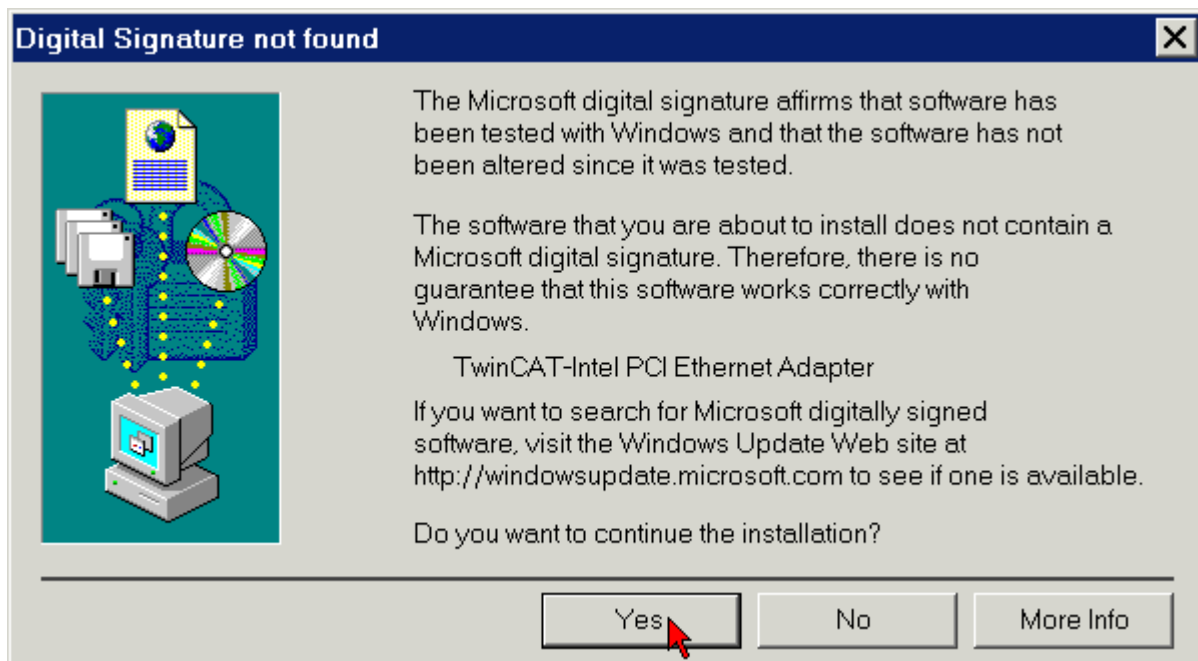 Digital Signature not found
The Microsoft digital signature affirms that software has
been tested with Windows and that the software has not
been altered since it was tested.
The software that you are about to install does not contain a
Microsoft digital signature. Therefore, there is no
guarantee that this software works correctly with
Windows.
TwinCAT-Intel PCI Ethernet Adapter
If you want to search for Microsoft digitally signed
software, visit the Windows Update Web site at
http://windowsupdate.microsoft.com to see if one is available.
Do you want to continue the installation?
Yes
No
More Info